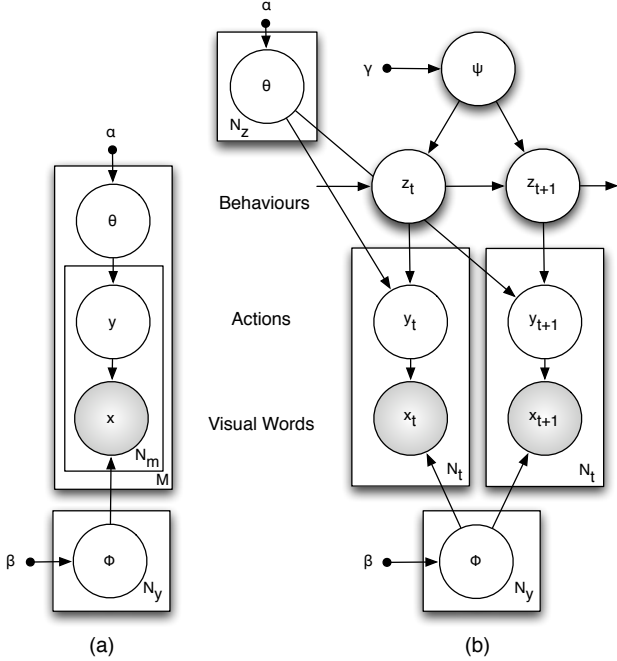 α
θ
y
x
N_m
M
β
Φ
N_y
(a)
α
θ
N_z
γ
ψ
Behaviours
z_t
z_{t+1}
Actions
y_t
y_{t+1}
Visual Words
x_t
x_{t+1}
N_t
N_t
β
Φ
N_y
(b)